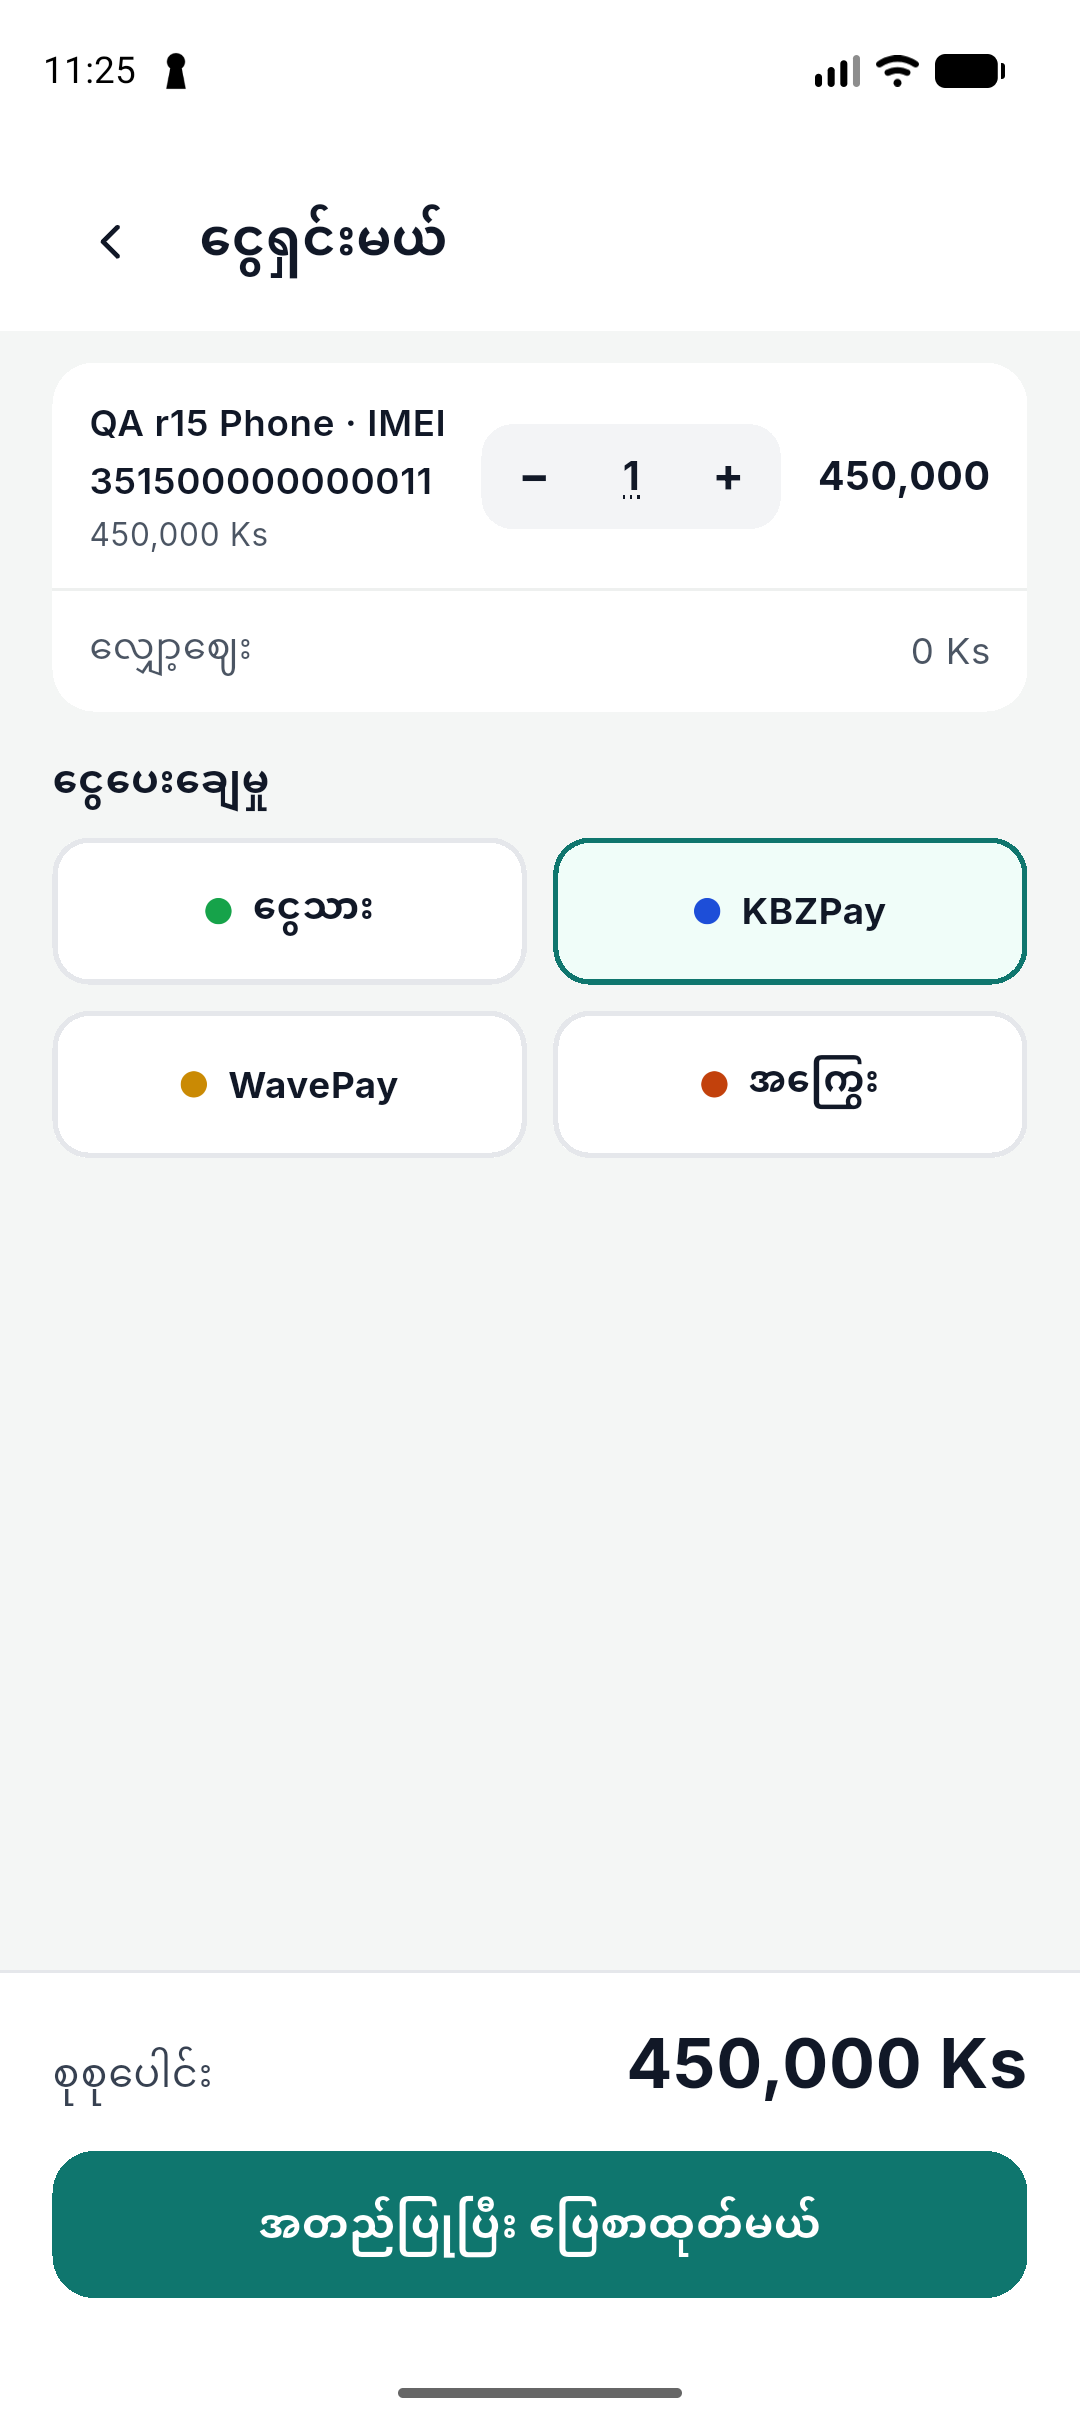 11:25
ငွေရှင်းမယ်
QA r15 Phone · IMEI
351500000000011
450,000 Ks
− 1 +
450,000
လျှော့ဈေး
0 Ks
ငွေပေးချေမှု
ငွေသား
KBZPay
WavePay
အကြွေး
စုစုပေါင်း
450,000 Ks
အတည်ပြုပြီး ပြေစာထုတ်မယ်